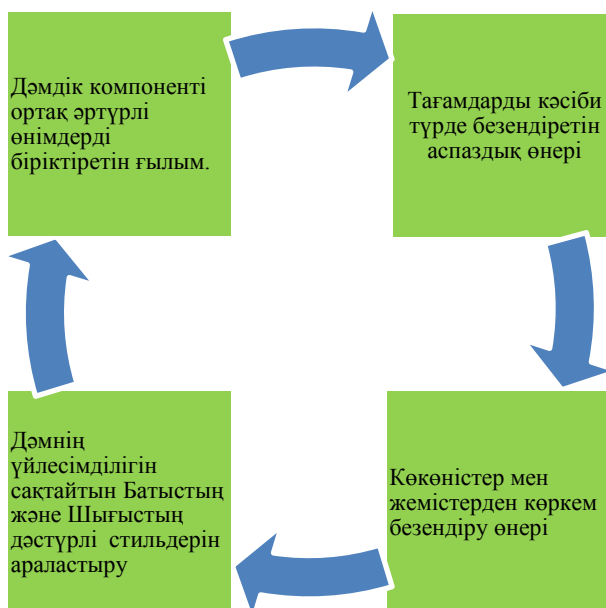 Дәмдік компоненті
ортақ әртүрлі
өнімдерді
біріктіретін ғылым.
Тағамдарды кәсіби
түрде безендіретін
аспаздық өнері
Көкөністер мен
жемістерден көркем
безендіру өнері
Дәмнің
үйлесімділігін
сақтайтын Батыстың
және Шығыстың
дәстүрлі стильдерін
араластыру